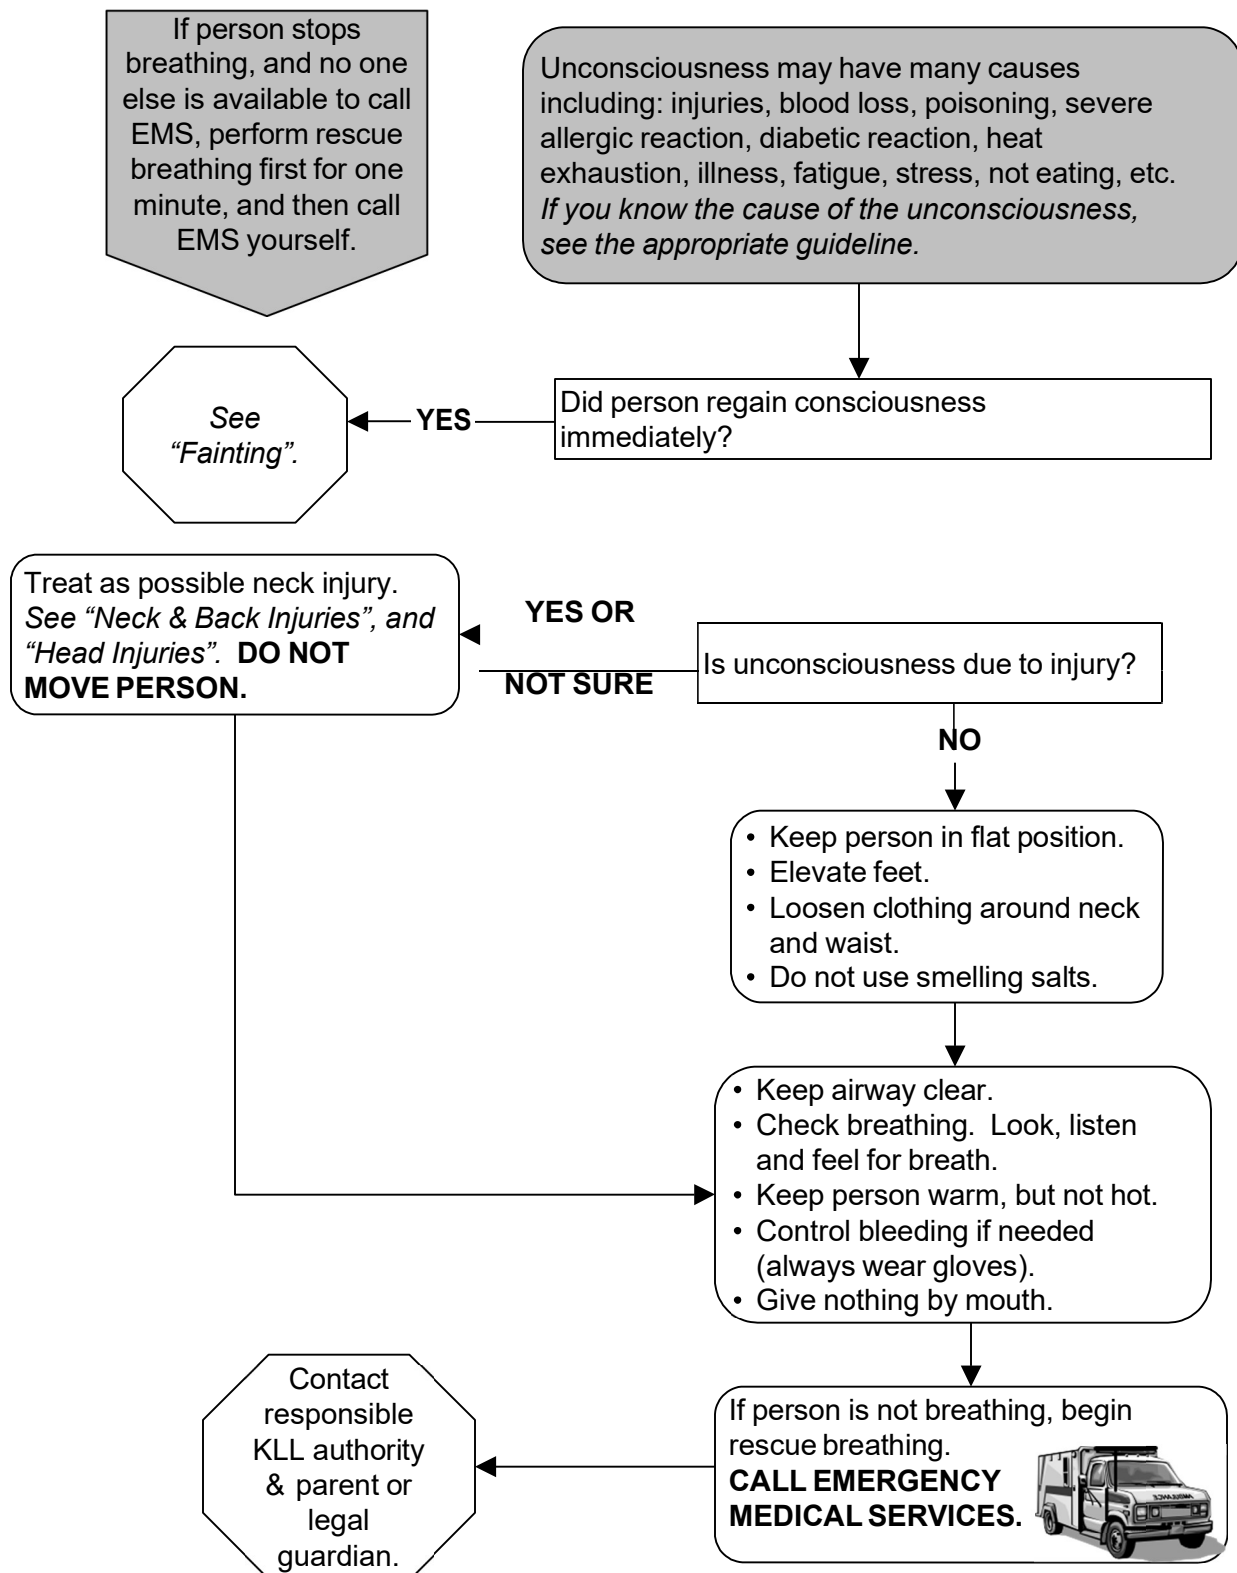 If person stops
breathing, and no one
else is available to call
EMS, perform rescue
breathing first for one
minute, and then call
EMS yourself.
Unconsciousness may have many causes
including: injuries, blood loss, poisoning, severe
allergic reaction, diabetic reaction, heat
exhaustion, illness, fatigue, stress, not eating, etc.
If you know the cause of the unconsciousness,
see the appropriate guideline.
See
“Fainting”.
YES
Did person regain consciousness
immediately?
Treat as possible neck injury.
See “Neck & Back Injuries”, and
“Head Injuries”. DO NOT
MOVE PERSON.
YES OR
NOT SURE
Is unconsciousness due to injury?
NO
• Keep person in flat position.
• Elevate feet.
• Loosen clothing around neck
and waist.
• Do not use smelling salts.
• Keep airway clear.
• Check breathing. Look, listen
and feel for breath.
• Keep person warm, but not hot.
• Control bleeding if needed
(always wear gloves).
• Give nothing by mouth.
Contact
responsible
KLL authority
& parent or
legal
guardian.
If person is not breathing, begin
rescue breathing.
CALL EMERGENCY
MEDICAL SERVICES.
AMBULANCE